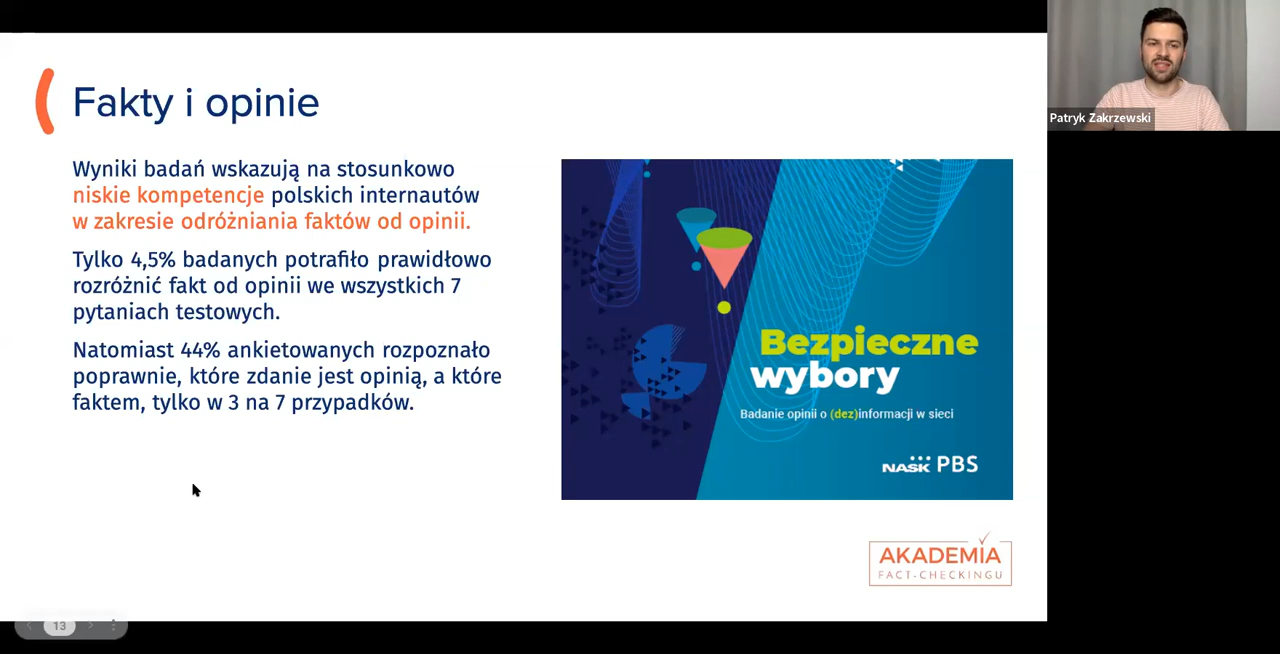 Fakty i opinie
Wyniki badań wskazują na stosunkowo
niskie kompetencje polskich internautów
w zakresie odróżniania faktów od opinii.
Tylko 4,5% badanych potrafiło prawidłowo
rozróżnić fakt od opinii we wszystkich 7
pytaniach testowych.
Natomiast 44% ankietowanych rozpoznało
poprawnie, które zdanie jest opinią, a które
faktem, tylko w 3 na 7 przypadków.
Bezpieczne
wybory
Badanie opinii o (dez)informacji w sieci
NASK PBS
AKADEMIA
FACT-CHECKINGU
Patryk Zakrzewski
13